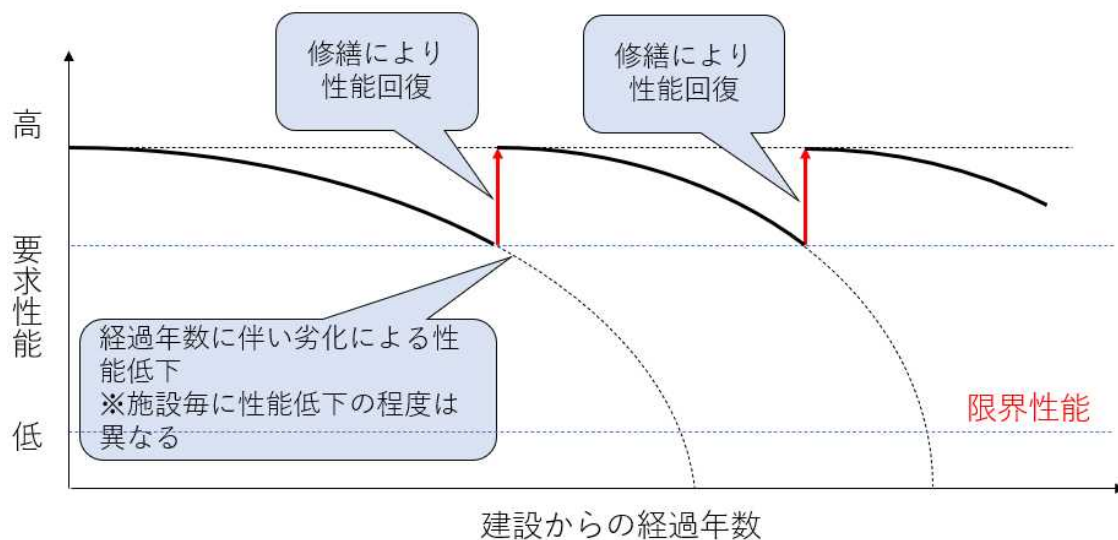 修繕により
性能回復
修繕により
性能回復
高
要求性能
低
経過年数に伴い劣化による性
能低下
※施設毎に性能低下の程度は
異なる
限界性能
建設からの経過年数